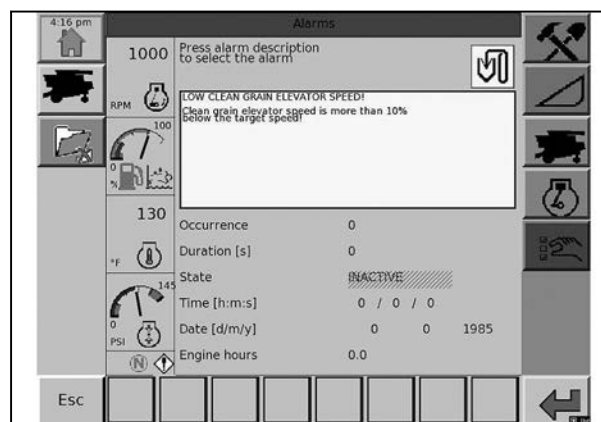 4:16 pm
Alarms
1000
RPM
Press alarm description
to select the alarm
LOW CLEAN GRAIN ELEVATOR SPEED!
Clean grain elevator speed is more than 10%
below the target speed!
100
0
%
130
°F
145
0
PSI
N
Occurrence 0
Duration [s] 0
State INACTIVE
Time [h:m:s] 0 / 0 / 0
Date [d/m/y] 0 0 1985
Engine hours 0.0
Esc